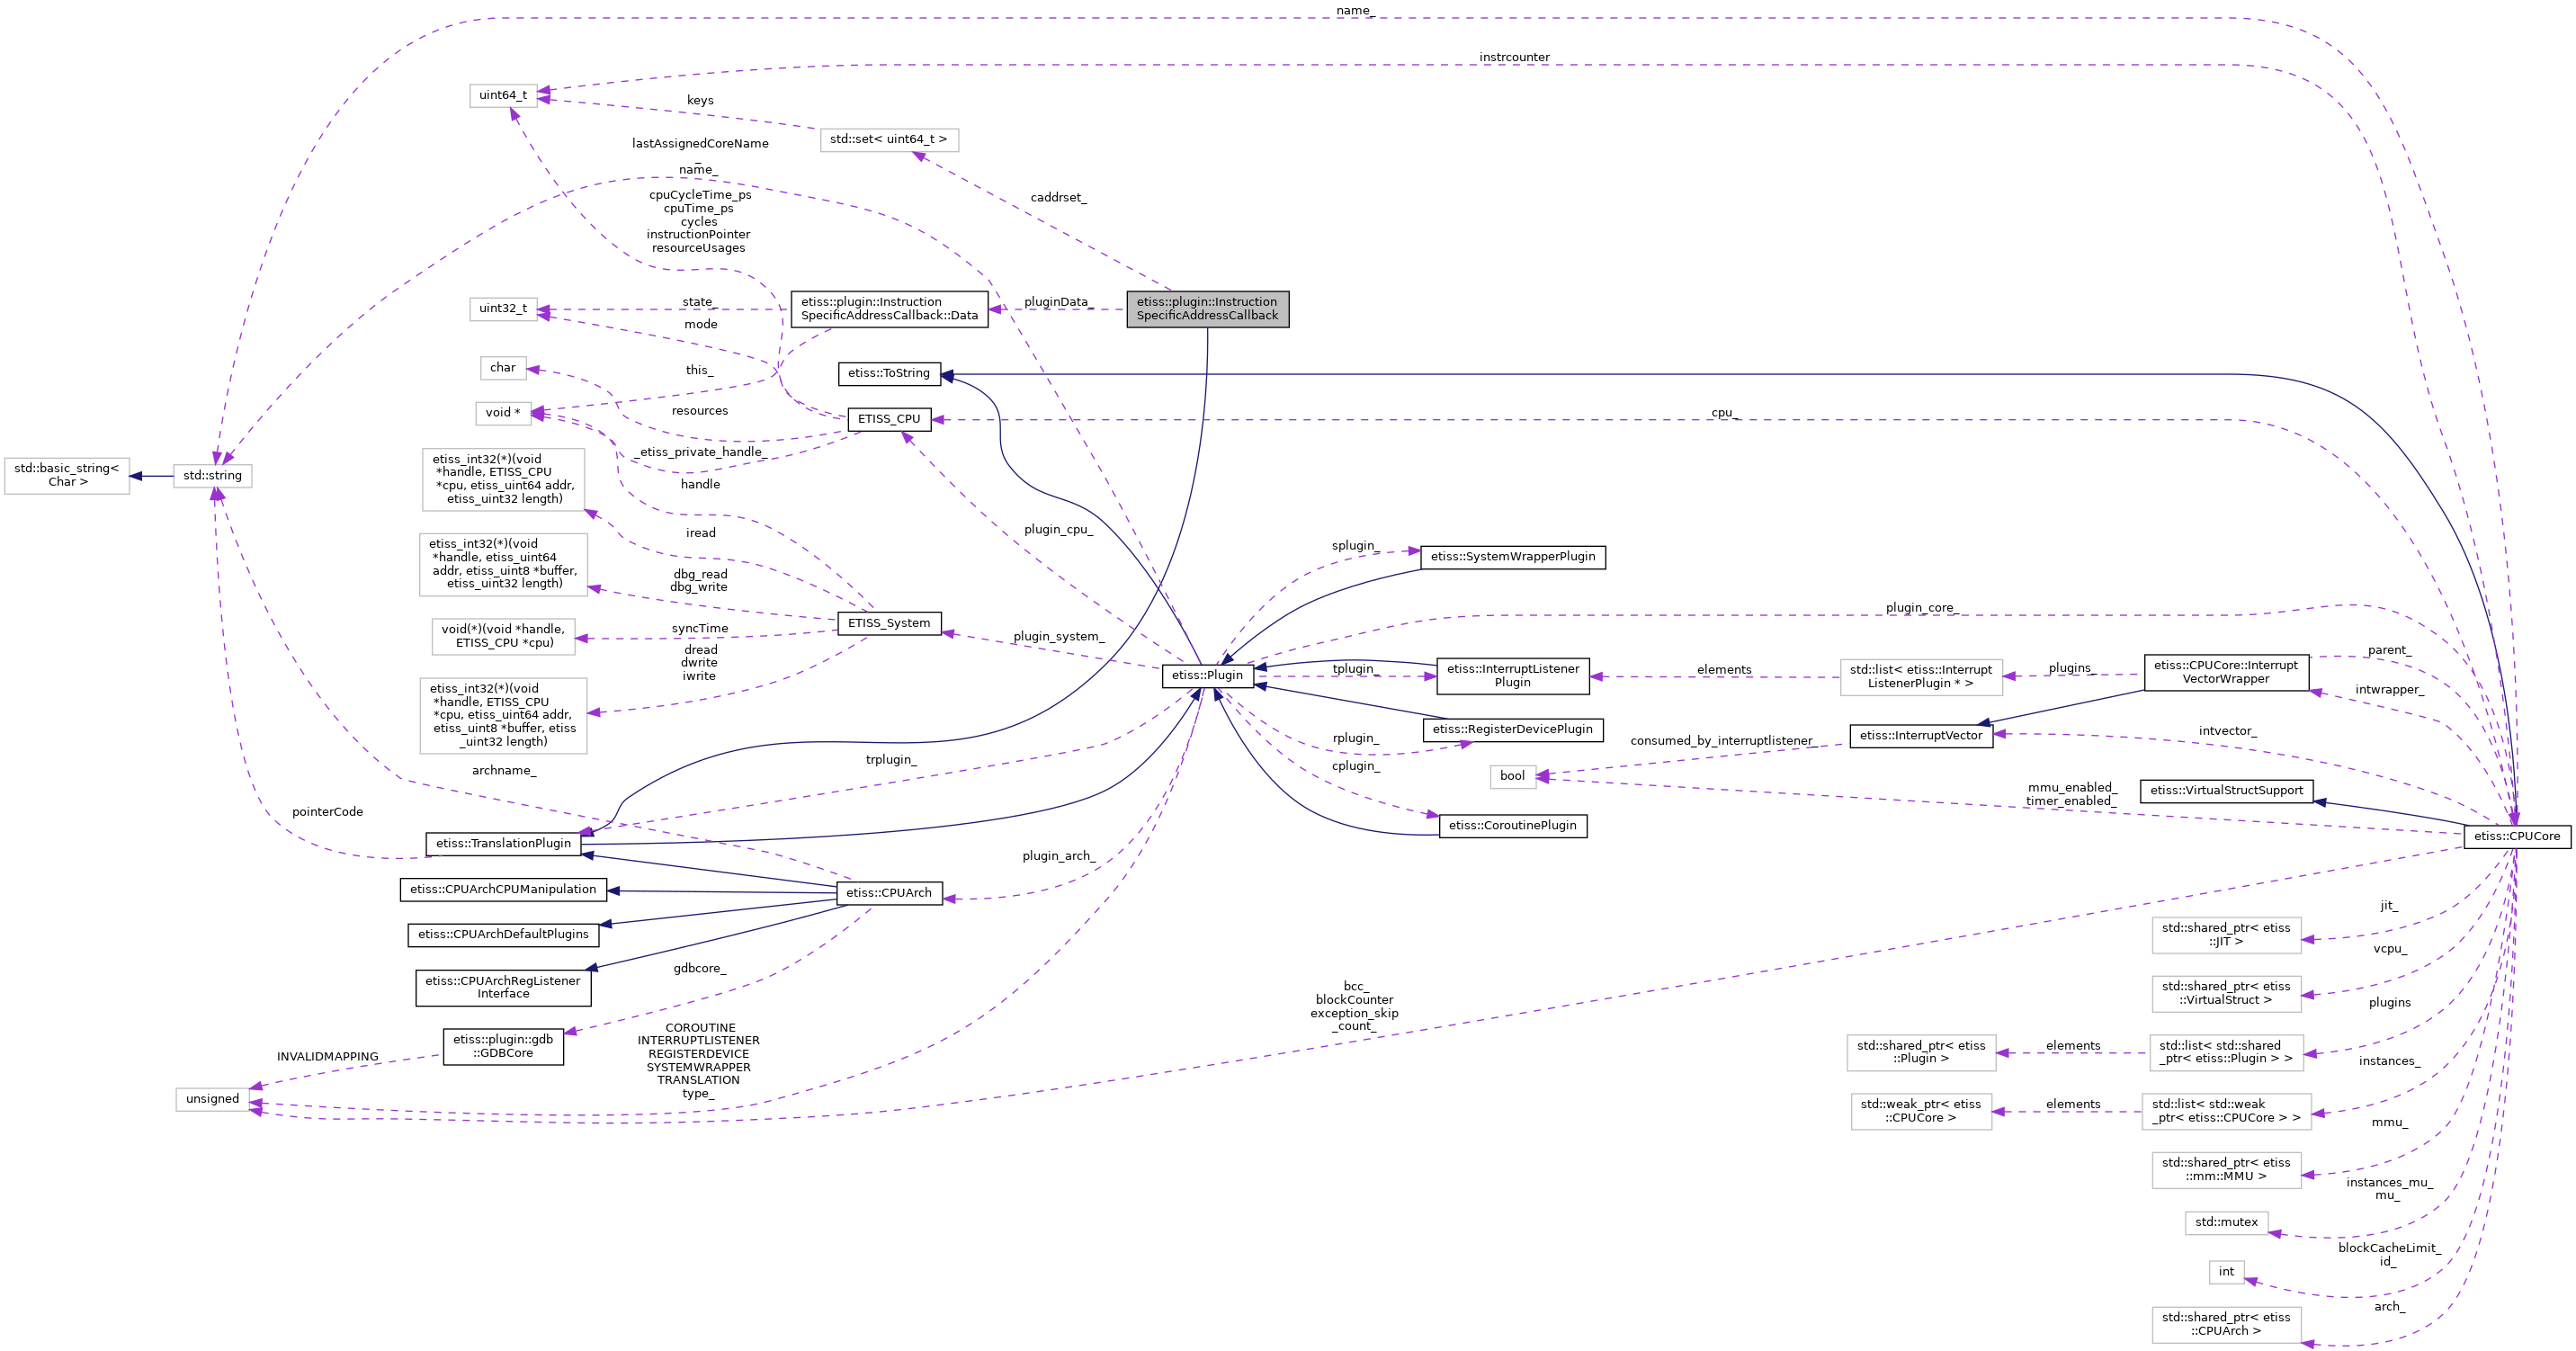 name_
instrcounter
uint64_t
keys
std::set< uint64_t >
lastAssignedCoreName
_
name_
caddrset_
cpuCycleTime_ps
cpuTime_ps
cycles
instructionPointer
resourceUsages
uint32_t
state_
mode
etiss::plugin::Instruction
SpecificAddressCallback::Data
pluginData_
etiss::plugin::Instruction
SpecificAddressCallback
char
this_
etiss::ToString
void *
resources
ETISS_CPU
cpu_
std::basic_string<
Char >
std::string
etiss_int32(*)(void
*handle, ETISS_CPU
*cpu, etiss_uint64 addr,
etiss_uint32 length)
_etiss_private_handle_
handle
iread
plugin_cpu_
etiss_int32(*)(void
*handle, etiss_uint64
addr, etiss_uint8 *buffer,
etiss_uint32 length)
dbg_read
dbg_write
splugin_
etiss::SystemWrapperPlugin
void(*)(void *handle,
ETISS_CPU *cpu)
syncTime
ETISS_System
plugin_system_
plugin_core_
dread
dwrite
iwrite
etiss::Plugin
tplugin_
etiss::InterruptListener
Plugin
elements
std::list< etiss::Interrupt
ListenerPlugin * >
plugins_
etiss::CPUCore::Interrupt
VectorWrapper
parent_
intwrapper_
etiss_int32(*)(void
*handle, ETISS_CPU
*cpu, etiss_uint64 addr,
etiss_uint8 *buffer, etiss
_uint32 length)
etiss::RegisterDevicePlugin
rplugin_
consumed_by_interruptlistener_
etiss::InterruptVector
intvector_
archname_
trplugin_
cplugin_
bool
mmu_enabled_
timer_enabled_
etiss::VirtualStructSupport
pointerCode
etiss::TranslationPlugin
etiss::CoroutinePlugin
etiss::CPUCore
plugin_arch_
etiss::CPUArchCPUManipulation
etiss::CPUArch
etiss::CPUArchDefaultPlugins
jit_
std::shared_ptr< etiss
::JIT >
etiss::CPUArchRegListener
Interface
gdbcore_
vcpu_
std::shared_ptr< etiss
::VirtualStruct >
bcc_
blockCounter
exception_skip
_count_
plugins
etiss::plugin::gdb
::GDBCore
INVALIDMAPPING
COROUTINE
INTERRUPTLISTENER
REGISTERDEVICE
SYSTEMWRAPPER
TRANSLATION
type_
std::shared_ptr< etiss
::Plugin >
elements
std::list< std::shared
_ptr< etiss::Plugin > >
instances_
unsigned
std::weak_ptr< etiss
::CPUCore >
elements
std::list< std::weak
_ptr< etiss::CPUCore > >
mmu_
std::shared_ptr< etiss
::mm::MMU >
instances_mu_
mu_
std::mutex
blockCacheLimit_
id_
int
arch_
std::shared_ptr< etiss
::CPUArch >